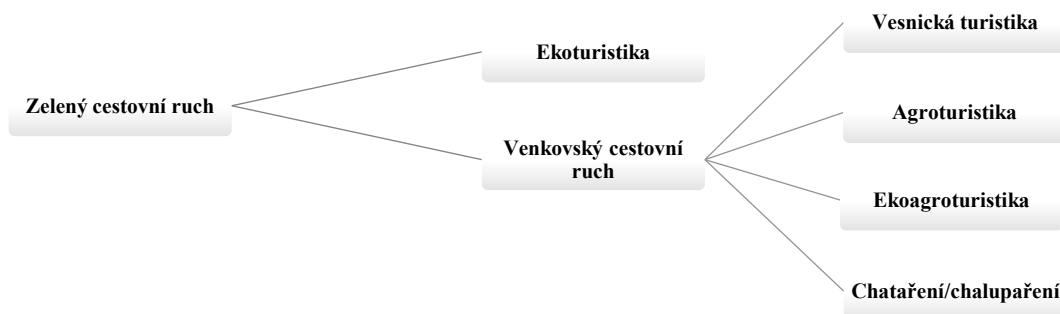 Zelený cestovní ruch
Ekoturistika
Venkovský cestovní
ruch
Vesnická turistika
Agroturistika
Ekoagroturistika
Chataření/chalupaření